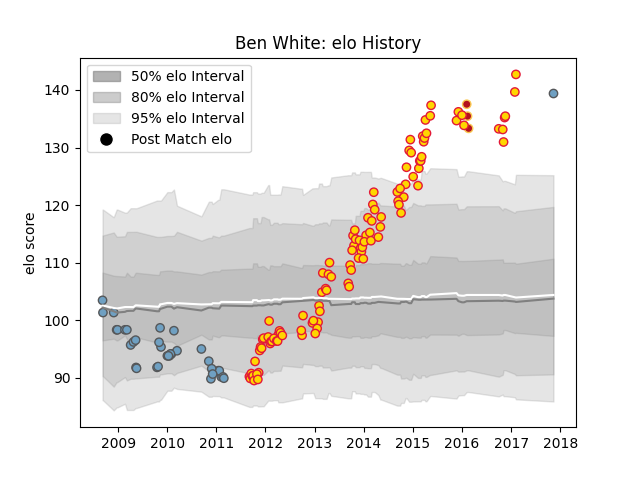 Ben White: elo History
50% elo Interval
80% elo Interval
95% elo Interval
Post Match elo
elo score
140
130
120
110
100
90
2009 2010 2011 2012 2013 2014 2015 2016 2017 2018